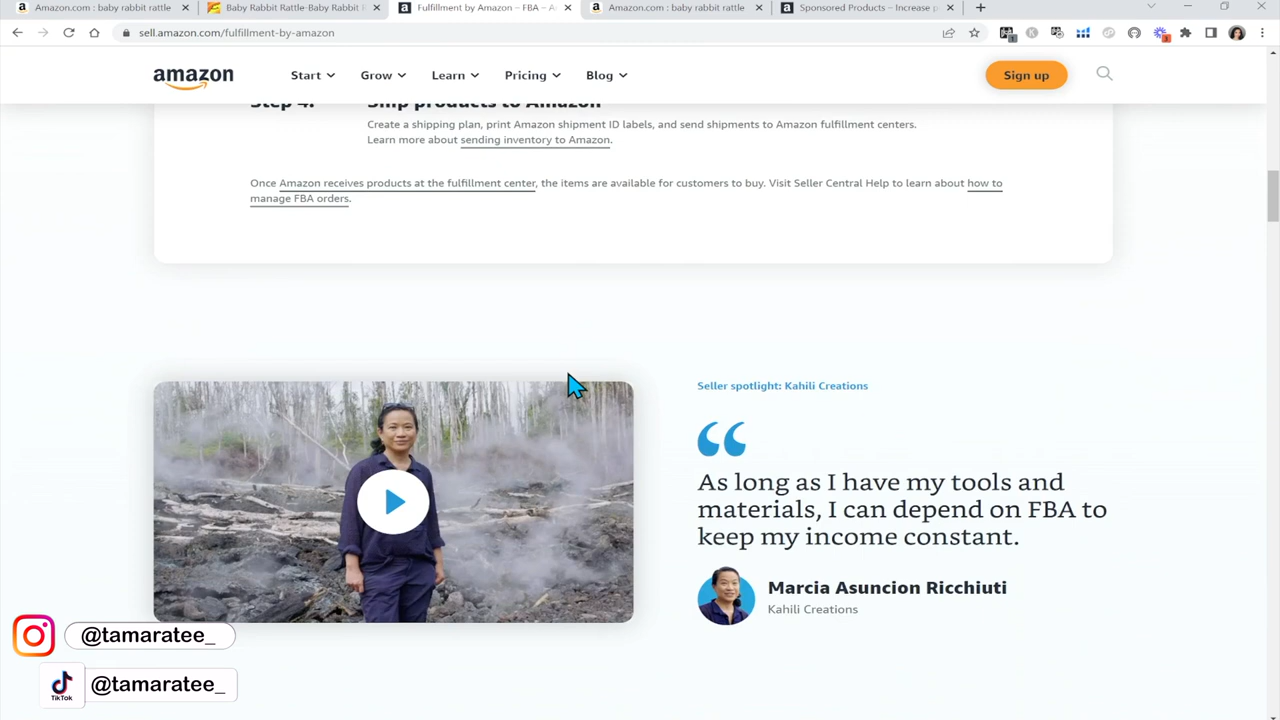 Amazon.com : baby rabbit rattle
Baby Rabbit Rattle-Baby Rabbit
Fulfillment by Amazon – FBA – A
Amazon.com : baby rabbit rattle
Sponsored Products – Increase p
sell.amazon.com/fulfillment-by-amazon
amazon
Start
Grow
Learn
Pricing
Blog
Sign up
Step 4.
Ship products to Amazon
Create a shipping plan, print Amazon shipment ID labels, and send shipments to Amazon fulfillment centers.
Learn more about sending inventory to Amazon.
Once Amazon receives products at the fulfillment center, the items are available for customers to buy. Visit Seller Central Help to learn about how to
manage FBA orders.
Seller spotlight: Kahili Creations
“
As long as I have my tools and
materials, I can depend on FBA to
keep my income constant.
Marcia Asuncion Ricchiuti
Kahili Creations
@tamaratee_
TikTok
@tamaratee_